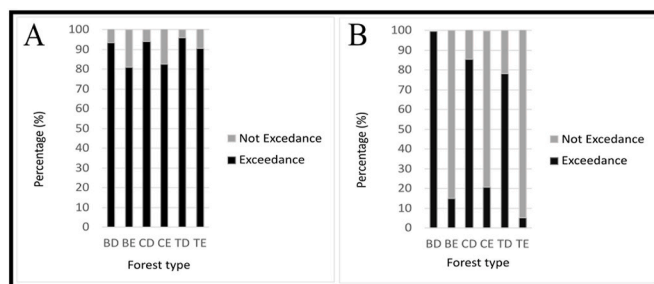 A
100
90
80
70
60
50
40
30
20
10
0
Percentage (%)
BD BE CD CE TD TE
Forest type
Not Excedance
Exceedance
B
100
90
80
70
60
50
40
30
20
10
0
Percentage (%)
BD BE CD CE TD TE
Forest type
Not Excedance
Exceedance